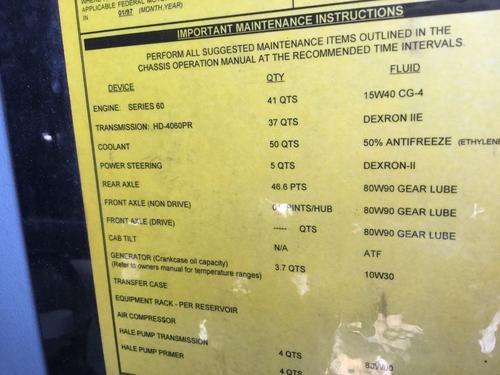 APPLICABLE FEDERAL MOTOR
IN 01/97 (MONTH,YEAR)
IMPORTANT MAINTENANCE INSTRUCTIONS
PERFORM ALL SUGGESTED MAINTENANCE ITEMS OUTLINED IN THE
CHASSIS OPERATION MANUAL AT THE RECOMMENDED TIME INTERVALS.
DEVICE QTY FLUID
ENGINE: SERIES 60 41 QTS 15W40 CG-4
TRANSMISSION: HD-4060PR 37 QTS DEXRON IIE
COOLANT 50 QTS 50% ANTIFREEZE (ETHYLENE
POWER STEERING 5 QTS DEXRON-II
REAR AXLE 46.6 PTS 80W90 GEAR LUBE
FRONT AXLE (NON DRIVE) PINTS/HUB 80W90 GEAR LUBE
FRONT AXLE (DRIVE) ----- QTS 80W90 GEAR LUBE
CAB TILT N/A ATF
GENERATOR (Crankcase oil capacity) 3.7 QTS 10W30
(Refer to owners manual for temperature ranges)
TRANSFER CASE
EQUIPMENT RACK - PER RESERVOIR
AIR COMPRESSOR
HALE PUMP TRANSMISSION 4 QTS
HALE PUMP PRIMER 4 QTS